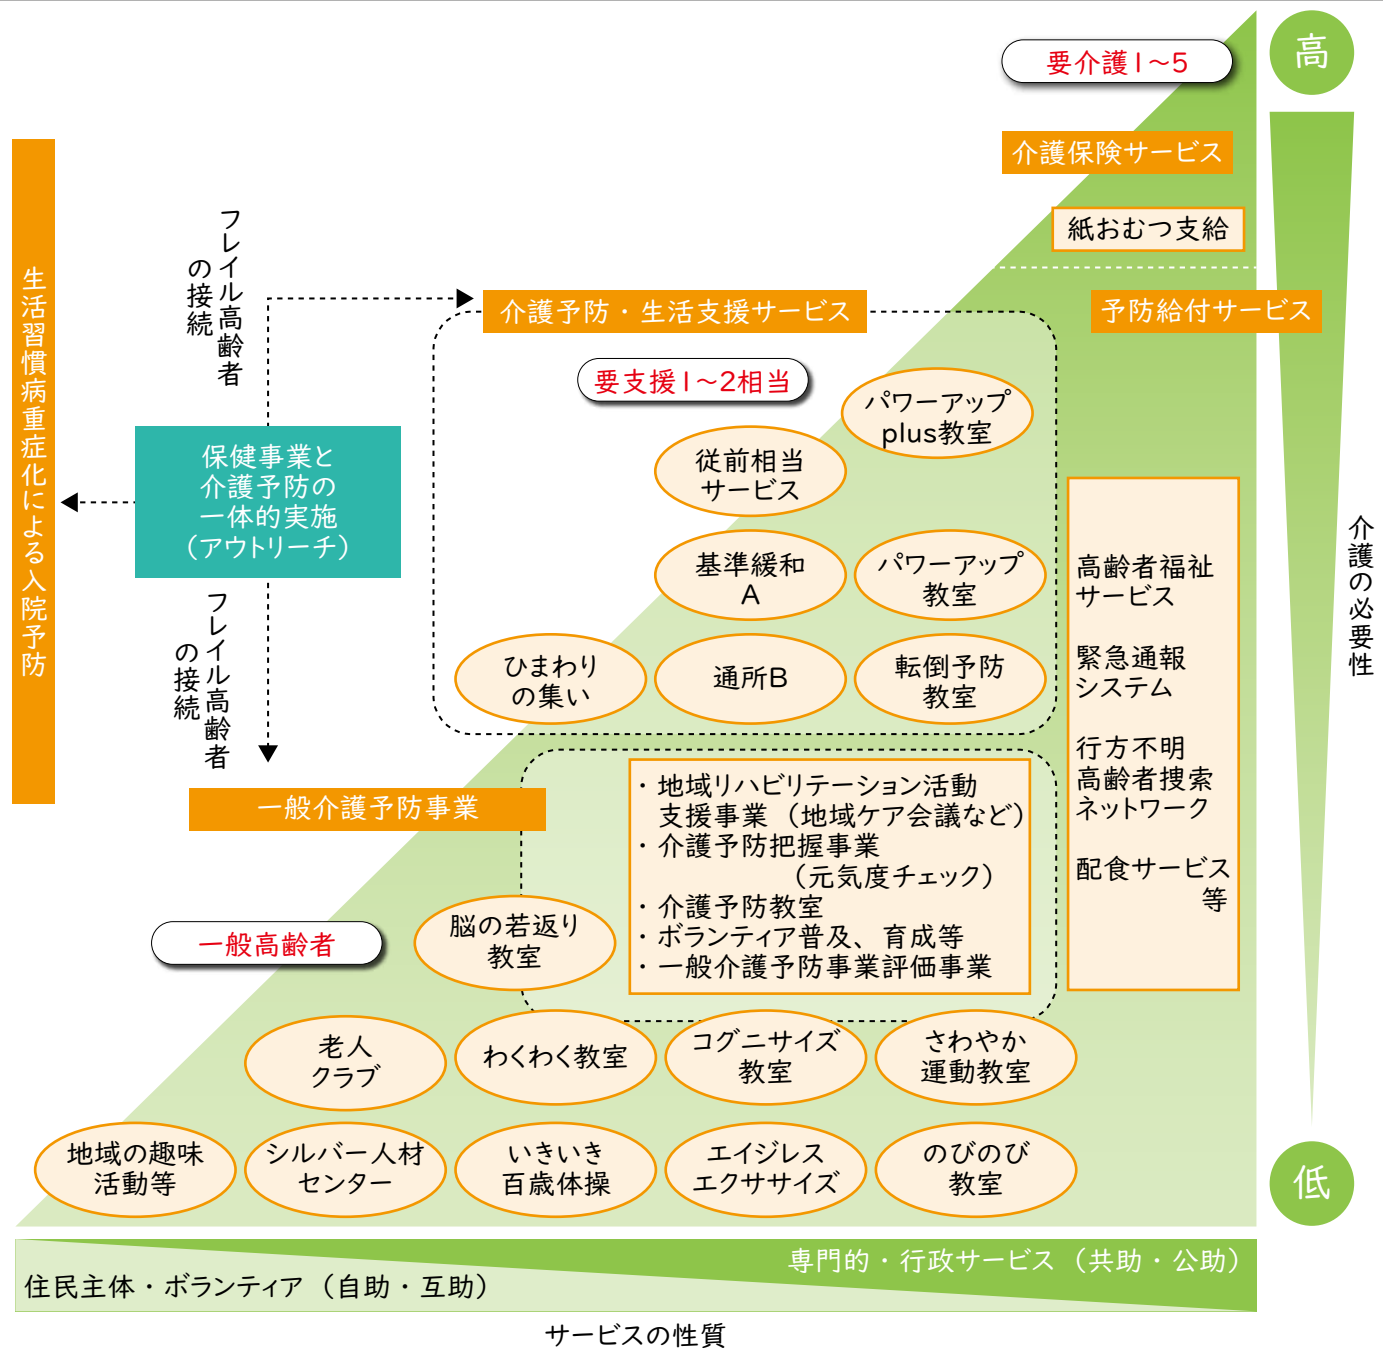 要介護1～5
高
介護保険サービス
紙おむつ支給
生活習慣病重症化による入院予防
フレイル高齢者
の接続
介護予防・生活支援サービス
予防給付サービス
要支援1～2相当
パワーアップ
plus教室
従前相当
サービス
保健事業と
介護予防の
一体的実施
（アウトリーチ）
基準緩和
A
パワーアップ
教室
ひまわり
の集い
通所B
転倒予防
教室
高齢者福祉
サービス
緊急通報
システム
行方不明
高齢者捜索
ネットワーク
配食サービス
等
介護の必要性
フレイル高齢者
の接続
一般介護予防事業
・地域リハビリテーション活動
支援事業（地域ケア会議など）
・介護予防把握事業
（元気度チェック）
・介護予防教室
・ボランティア普及、育成等
・一般介護予防事業評価事業
一般高齢者
脳の若返り
教室
老人
クラブ
わくわく教室
コグニサイズ
教室
さわやか
運動教室
地域の趣味
活動等
シルバー人材
センター
いきいき
百歳体操
エイジレス
エクササイズ
のびのび
教室
低
専門的・行政サービス（共助・公助）
住民主体・ボランティア（自助・互助）
サービスの性質